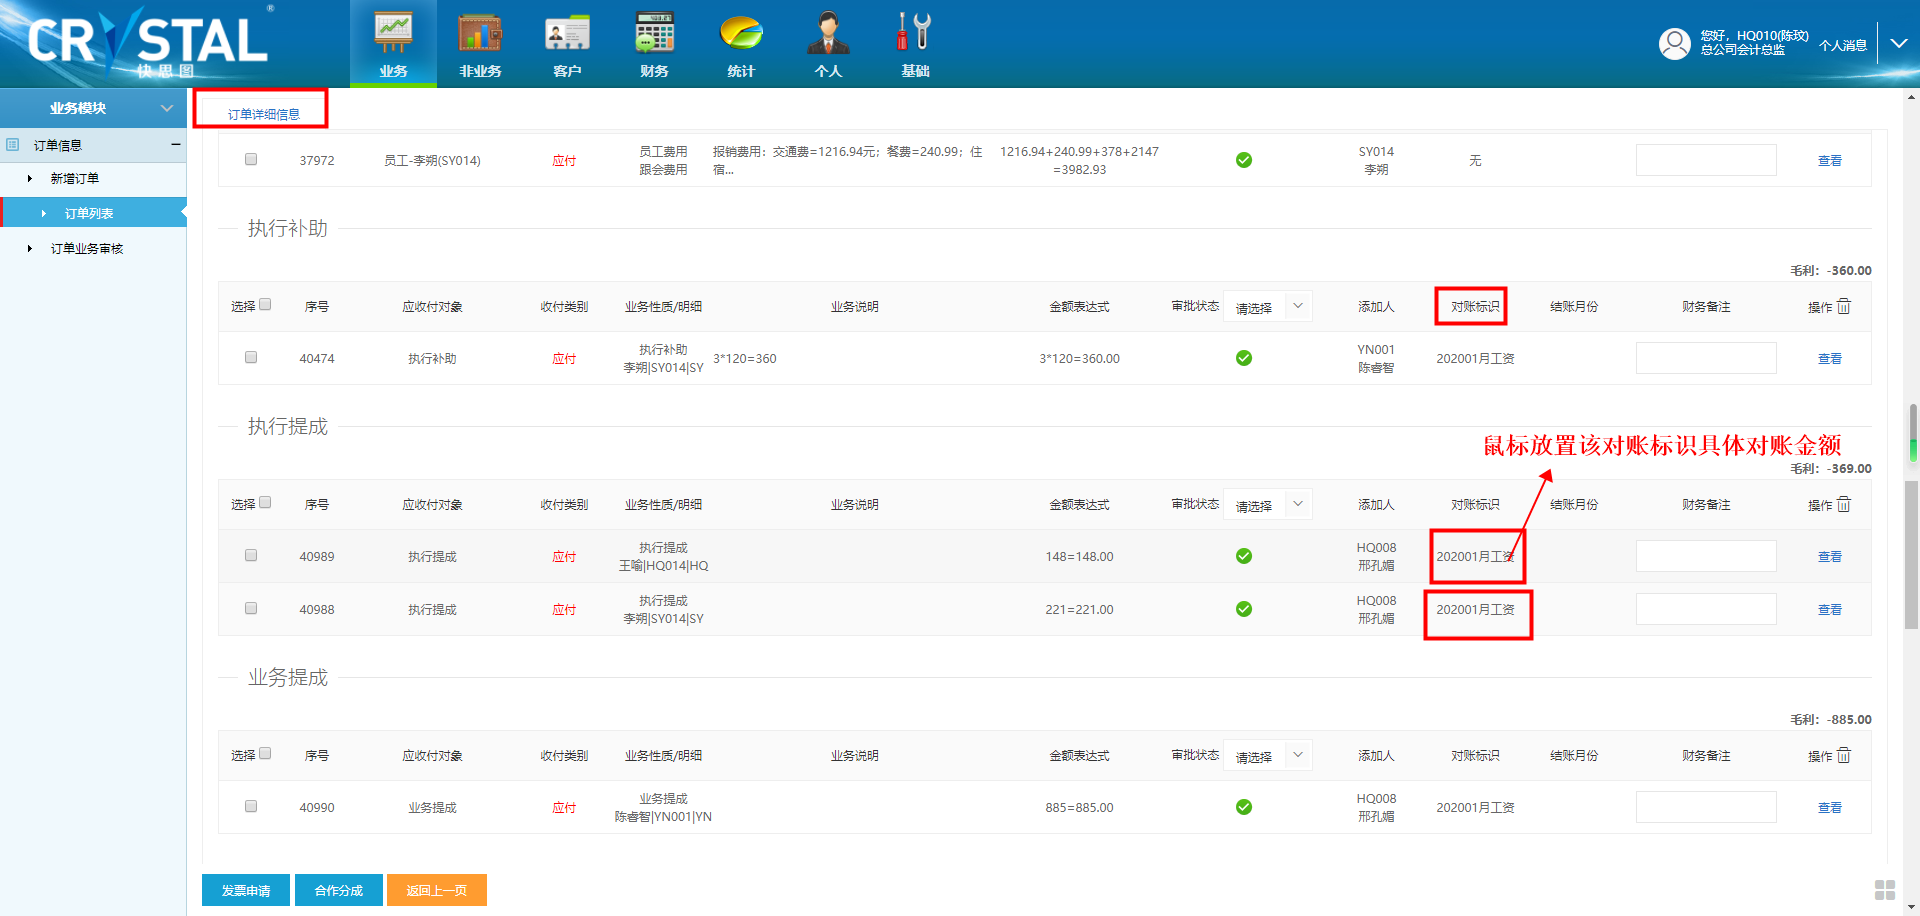 CRYSTAL ®
快思图
业务
非业务
客户
财务
统计
个人
基础
您好，HQ010(陈玟)
总公司会计总监
个人消息
业务模块
订单信息
新增订单
订单列表
订单业务审核
订单详细信息
37972 员工-李朔(SY014) 应付 员工费用 报销费用：交通费=1216.94元；餐费=240.99；住 1216.94+240.99+378+2147 SY014 无 查看
跟会费用 宿... =3982.93 李朔
执行补助
毛利：-360.00
选择 序号 应收付对象 收付类别 业务性质/明细 业务说明 金额表达式 审批状态 请选择 添加人 对账标识 结账月份 财务备注 操作
40474 执行补助 应付 执行补助 3*120=360 3*120=360.00 YN001 202001月工资 查看
李朔|SY014|SY 陈睿智
执行提成
鼠标放置该对账标识具体对账金额
毛利：-369.00
选择 序号 应收付对象 收付类别 业务性质/明细 业务说明 金额表达式 审批状态 请选择 添加人 对账标识 结账月份 财务备注 操作
40989 执行提成 应付 执行提成 148=148.00 HQ008 202001月工资 查看
王喻|HQ014|HQ 邢孔媚
40988 执行提成 应付 执行提成 221=221.00 HQ008 202001月工资 查看
李朔|SY014|SY 邢孔媚
业务提成
毛利：-885.00
选择 序号 应收付对象 收付类别 业务性质/明细 业务说明 金额表达式 审批状态 请选择 添加人 对账标识 结账月份 财务备注 操作
40990 业务提成 应付 业务提成 885=885.00 HQ008 202001月工资 查看
陈睿智|YN001|YN 邢孔媚
发票申请 合作分成 返回上一页